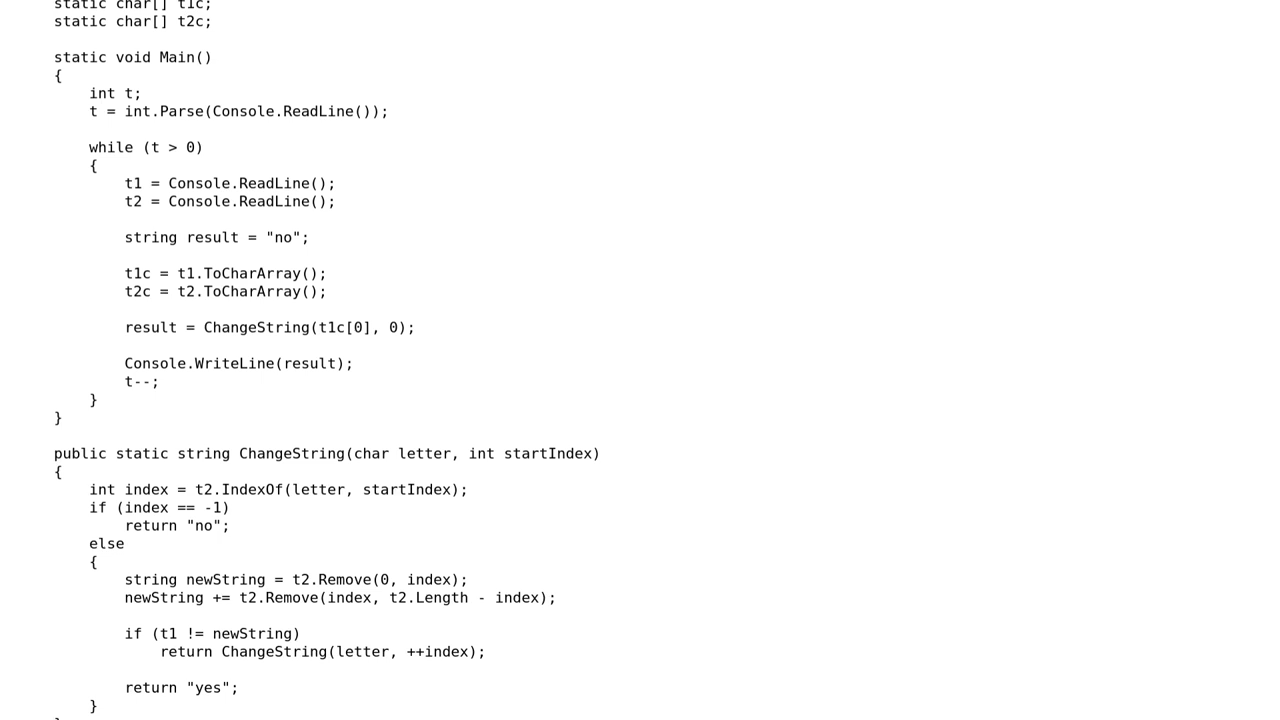 static char[] t1c;
static char[] t2c;
static void Main()
{
int t;
t = int.Parse(Console.ReadLine());
while (t > 0)
{
t1 = Console.ReadLine();
t2 = Console.ReadLine();
string result = "no";
t1c = t1.ToCharArray();
t2c = t2.ToCharArray();
result = ChangeString(t1c[0], 0);
Console.WriteLine(result);
t--;
}
}
public static string ChangeString(char letter, int startIndex)
{
int index = t2.IndexOf(letter, startIndex);
if (index == -1)
return "no";
else
{
string newString = t2.Remove(0, index);
newString += t2.Remove(index, t2.Length - index);
if (t1 != newString)
return ChangeString(letter, ++index);
return "yes";
}